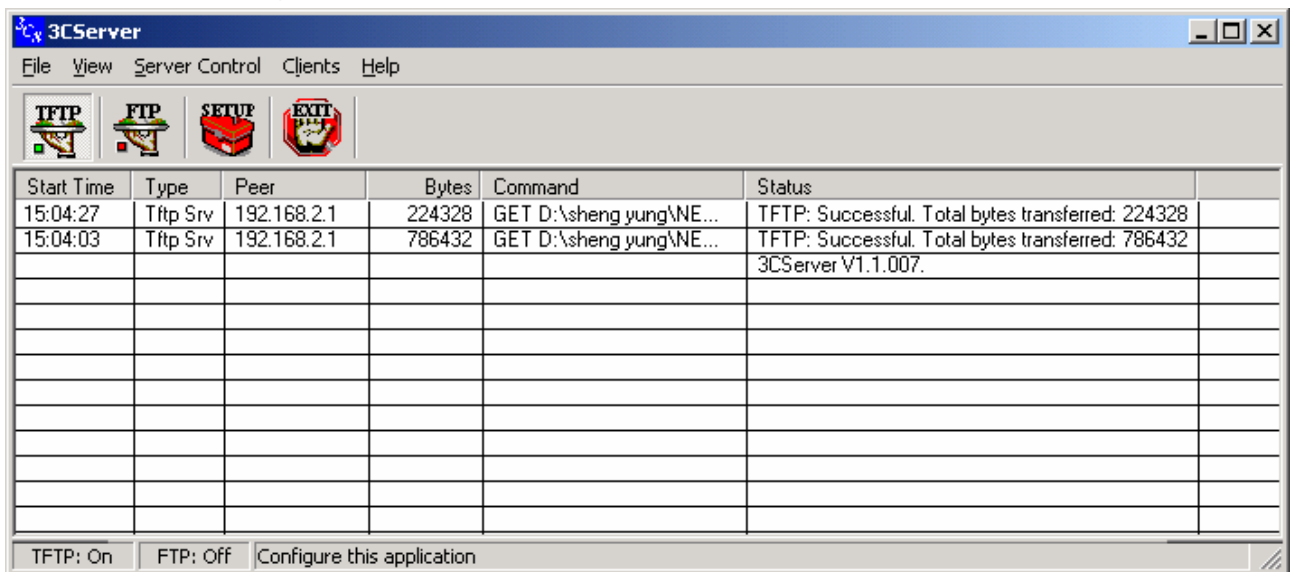 3CServer
File View Server Control Clients Help
TFTP FTP SETUP EXIT
Start Time Type Peer Bytes Command Status
15:04:27 Tftp Srv 192.168.2.1 224328 GET D:\sheng yung\NE... TFTP: Successful. Total bytes transferred: 224328
15:04:03 Tftp Srv 192.168.2.1 786432 GET D:\sheng yung\NE... TFTP: Successful. Total bytes transferred: 786432
3CServer V1.1.007.
TFTP: On FTP: Off Configure this application